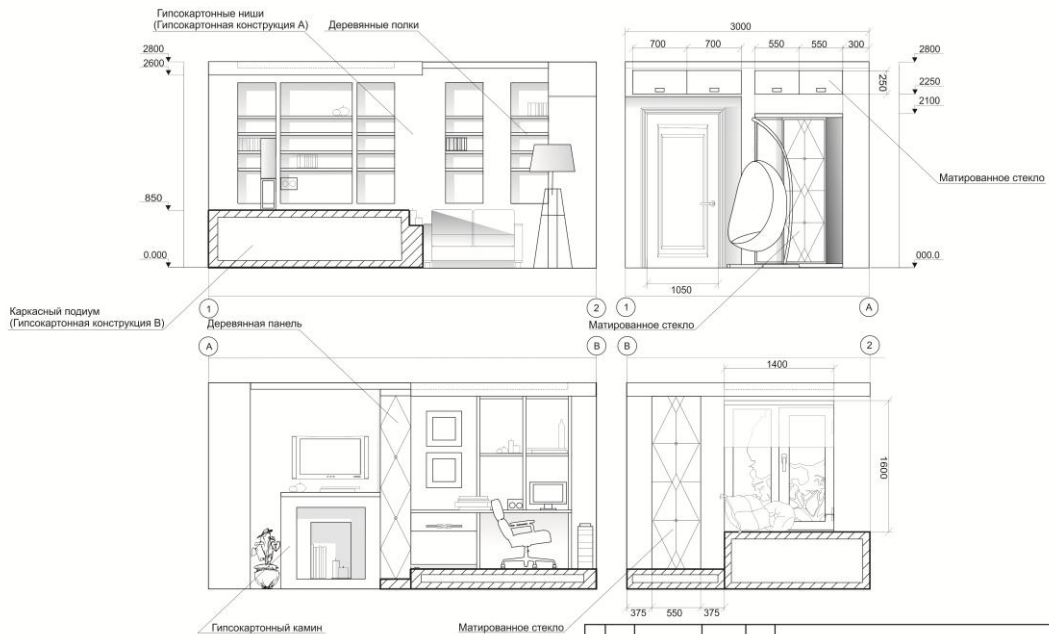 Гипсокартонные ниши
(Гипсокартонная конструкция А)
Деревянные полки
3000
700 700 550 550 300
2800
2600
850
0.000
250
2800
2250
2100
000.0
Матированное стекло
1050
1 2 1 А
Каркасный подиум
(Гипсокартонная конструкция В)
Деревянная панель
Матированное стекло
А В В 2
1400
1600
375 550 375
Гипсокартонный камин
Матированное стекло